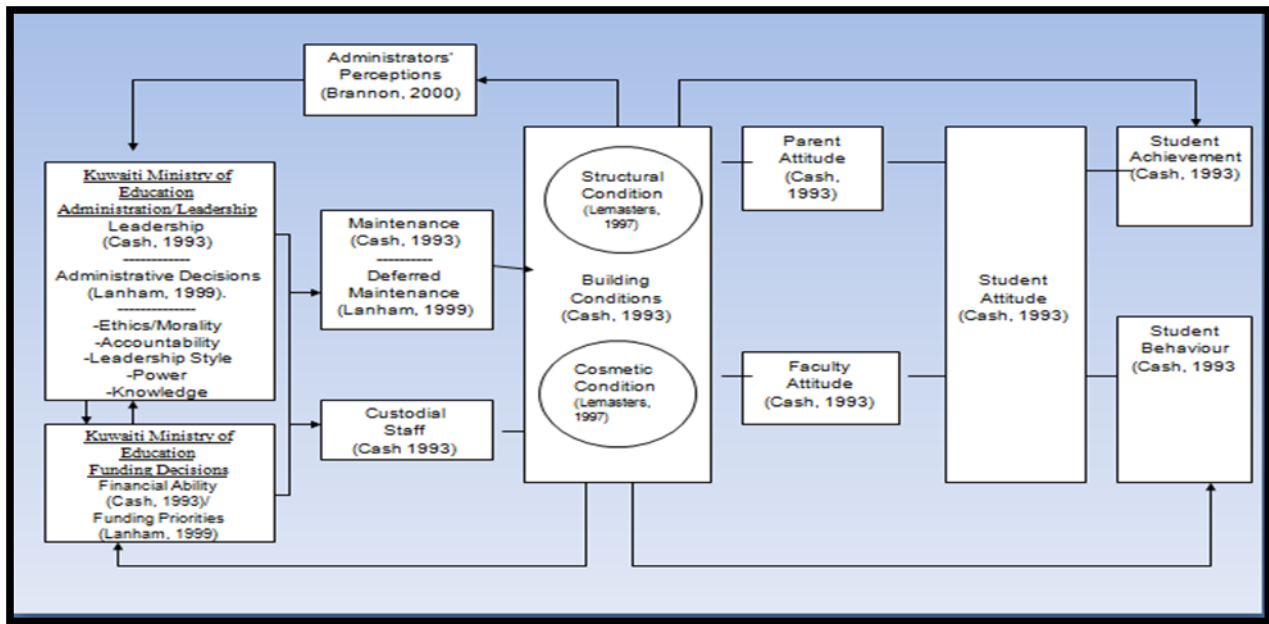 Administrators'
Perceptions
(Brannon, 2000)
Kuwaiti Ministry of
Education
Administration/Leadership
Leadership
(Cash, 1993)
------------
Administrative Decisions
(Lanham, 1999).
--------------
-Ethics/Morality
-Accountability
-Leadership Style
-Power
-Knowledge
Kuwaiti Ministry of
Education
Funding Decisions
Financial Ability
(Cash, 1993)/
Funding Priorities
(Lanham, 1999)
Maintenance
(Cash, 1993)
----------
Deferred
Maintenance
(Lanham, 1999)
Custodial
Staff
(Cash 1993)
Structural
Condition
(Lemasters,
1997)
Building
Conditions
(Cash, 1993)
Cosmetic
Condition
(Lemasters,
1997)
Parent
Attitude
(Cash,
1993)
Faculty
Attitude
(Cash, 1993)
Student
Attitude
(Cash, 1993)
Student
Achievement
(Cash, 1993)
Student
Behaviour
(Cash, 1993